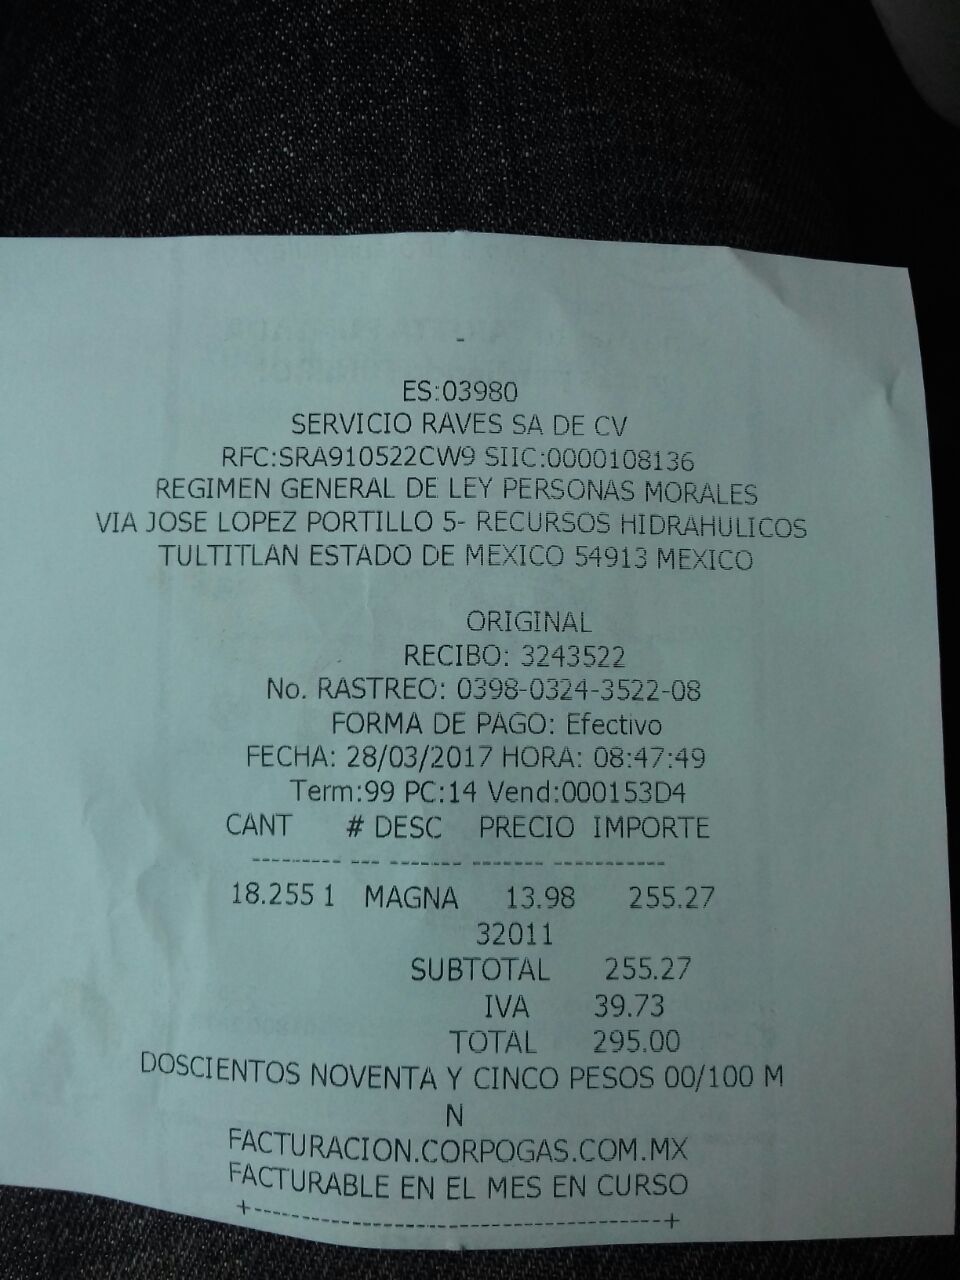 -
ES:03980
SERVICIO RAVES SA DE CV
RFC:SRA910522CW9 SIIC:0000108136
REGIMEN GENERAL DE LEY PERSONAS MORALES
VIA JOSE LOPEZ PORTILLO 5- RECURSOS HIDRAHULICOS
TULTITLAN ESTADO DE MEXICO 54913 MEXICO
ORIGINAL
RECIBO: 3243522
No. RASTREO: 0398-0324-3522-08
FORMA DE PAGO: Efectivo
FECHA: 28/03/2017 HORA: 08:47:49
Term:99 PC:14 Vend:000153D4
CANT # DESC PRECIO IMPORTE
--------- --- ------- ------- -----------
18.255 1 MAGNA 13.98 255.27
32011
SUBTOTAL 255.27
IVA 39.73
TOTAL 295.00
DOSCIENTOS NOVENTA Y CINCO PESOS 00/100 M
N
FACTURACION.CORPOGAS.COM.MX
FACTURABLE EN EL MES EN CURSO
+------------------------------------+